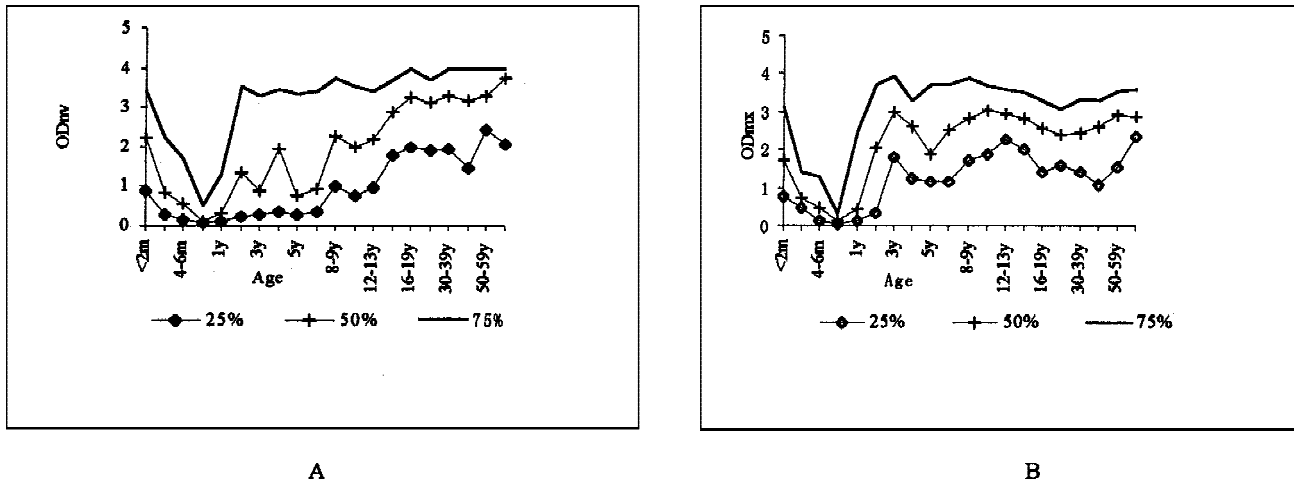 5
4
3
2
1
0
ODmv
<2m
4-6m
1y
3y
5y
8-9y
12-13y
16-19y
30-39y
50-59y
Age
25% 50% 75%
A
5
4
3
2
1
0
ODmx
<2m
4-6m
1y
3y
5y
8-9y
12-13y
16-19y
30-39y
50-59y
Age
25% 50% 75%
B